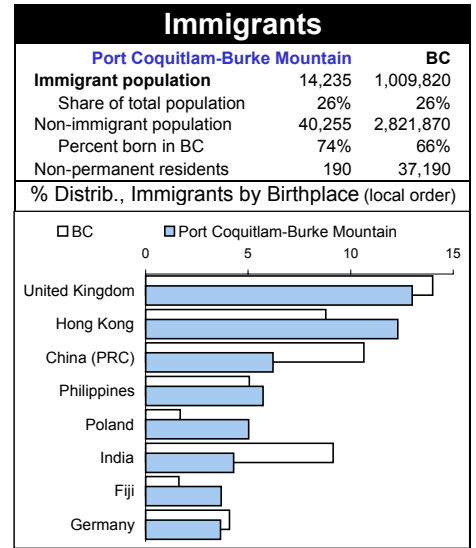 Immigrants
Port Coquitlam-Burke Mountain BC
Immigrant population 14,235 1,009,820
Share of total population 26% 26%
Non-immigrant population 40,255 2,821,870
Percent born in BC 74% 66%
Non-permanent residents 190 37,190
% Distrib., Immigrants by Birthplace (local order)
BC Port Coquitlam-Burke Mountain
0 5 10 15
United Kingdom
Hong Kong
China (PRC)
Philippines
Poland
India
Fiji
Germany